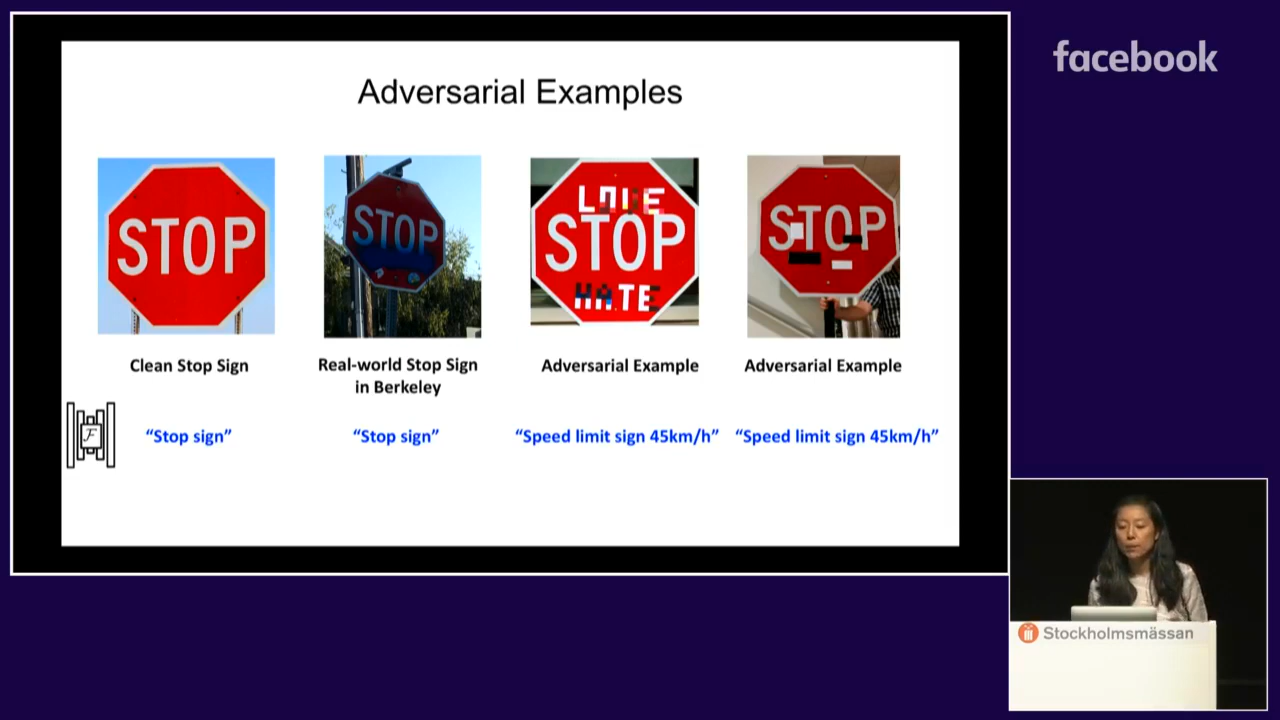 facebook
Adversarial Examples
STOP
STOP
LOVE
STOP
HATE
STOP
Clean Stop Sign
Real-world Stop Sign
in Berkeley
Adversarial Example
Adversarial Example
F
“Stop sign”
“Stop sign”
“Speed limit sign 45km/h”
“Speed limit sign 45km/h”
Stockholmsmässan